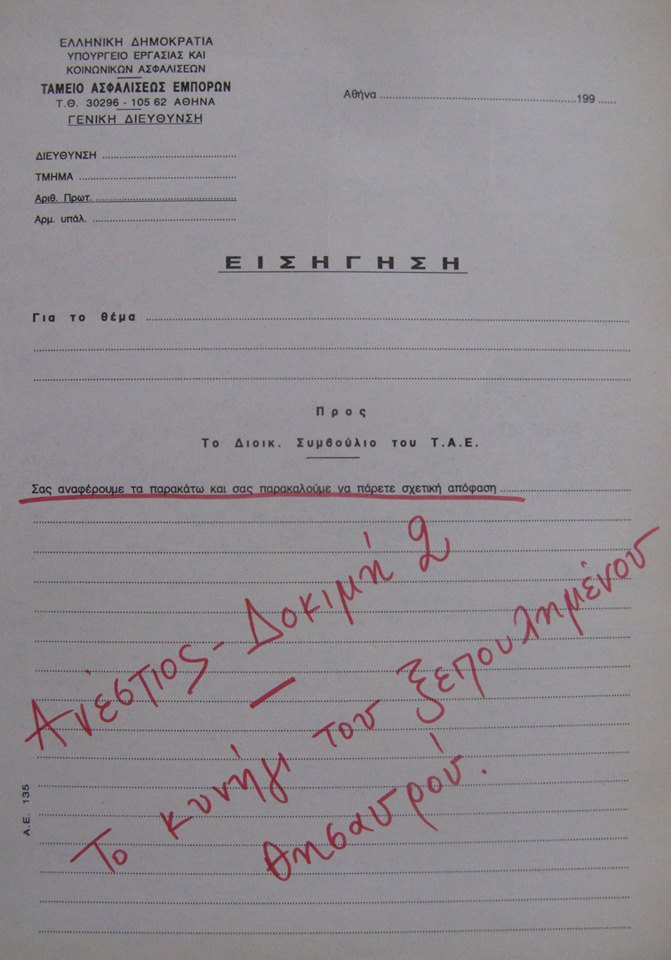 ΕΛΛΗΝΙΚΗ ΔΗΜΟΚΡΑΤΙΑ
ΥΠΟΥΡΓΕΙΟ ΕΡΓΑΣΙΑΣ ΚΑΙ
ΚΟΙΝΩΝΙΚΩΝ ΑΣΦΑΛΙΣΕΩΝ
ΤΑΜΕΙΟ ΑΣΦΑΛΙΣΕΩΣ ΕΜΠΟΡΩΝ
Τ.Θ. 30296 - 105 62 ΑΘΗΝΑ
ΓΕΝΙΚΗ ΔΙΕΥΘΥΝΣΗ
Αθήνα ..........199 ......
ΔΙΕΥΘΥΝΣΗ ..........
ΤΜΗΜΑ ..........
Αριθ. Πρωτ. ..........
Αρμ. υπάλ. ..........
ΕΙΣΗΓΗΣΗ
Για το θέμα ..........
Προς
Το Διοικ. Συμβούλιο του Τ.Α.Ε.
Σας αναφέρουμε τα παρακάτω και σας παρακαλούμε να πάρετε σχετική απόφαση ..........
Ανέστιος - Δοκιμή 2
—
Το κυνήγι του ξεπουλημένου
θησαυρού.
Α.Ε. 135